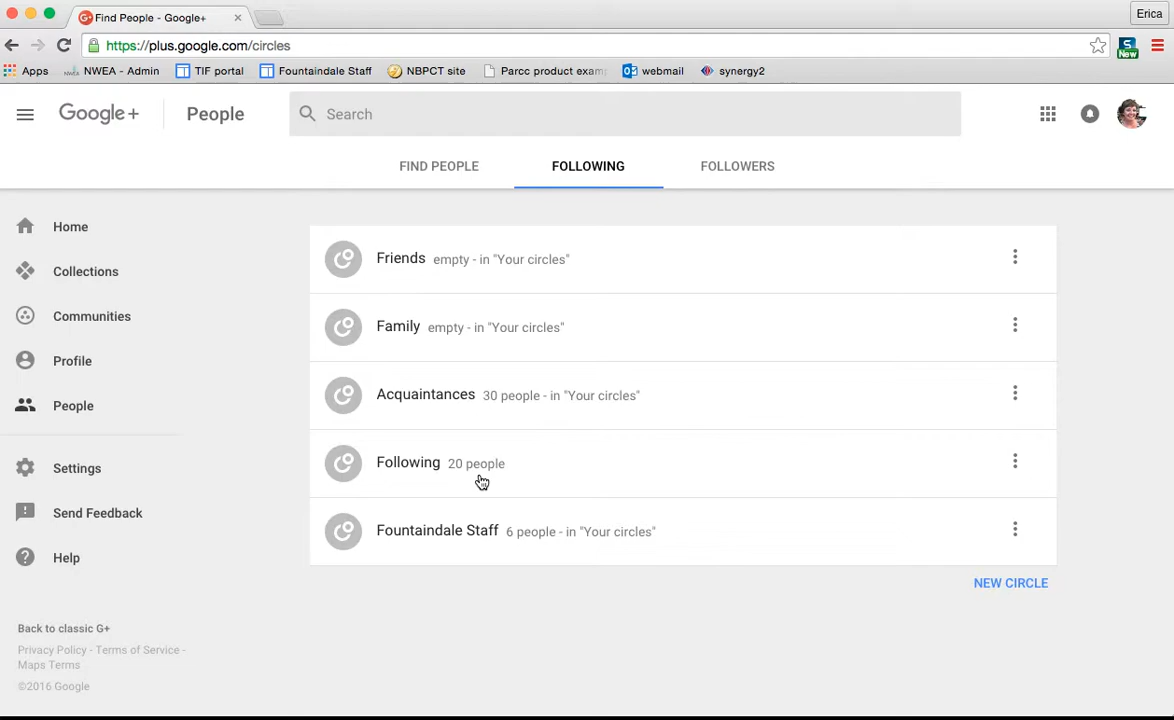 Find People - Google+
Erica
https://plus.google.com/circles
New
Apps NWEA - Admin TIF portal Fountaindale Staff NBPCT site Parcc product exam webmail synergy2
Google+ People Search
FIND PEOPLE FOLLOWING FOLLOWERS
Home
Collections
Communities
Profile
People
Settings
Send Feedback
Help
Back to classic G+
Privacy Policy - Terms of Service -
Maps Terms
©2016 Google
Friends empty - in "Your circles"
Family empty - in "Your circles"
Acquaintances 30 people - in "Your circles"
Following 20 people
Fountaindale Staff 6 people - in "Your circles"
NEW CIRCLE